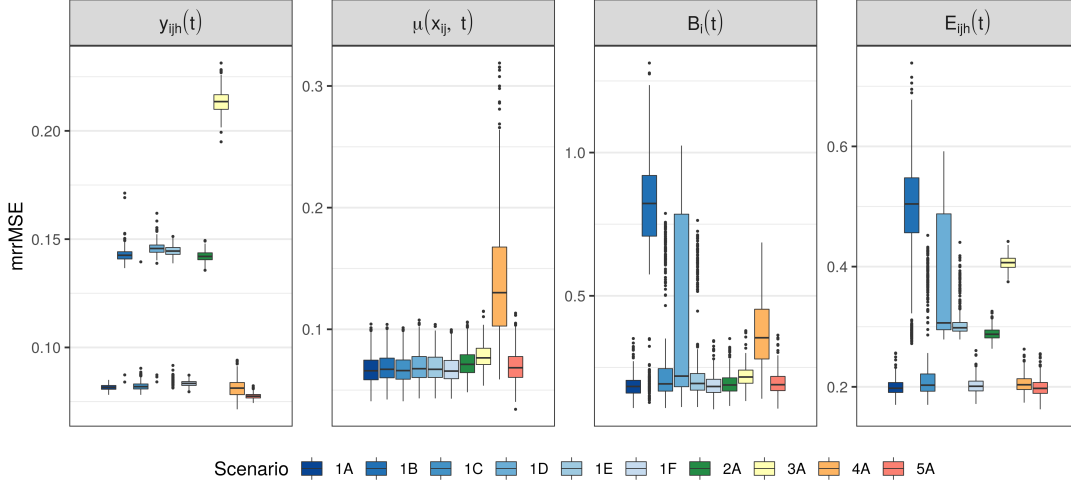 y_ijh(t)
μ(x_ij, t)
B_i(t)
E_ijh(t)
mrrMSE
0.20
0.15
0.10
0.3
0.2
0.1
1.0
0.5
0.6
0.4
0.2
Scenario 1A 1B 1C 1D 1E 1F 2A 3A 4A 5A